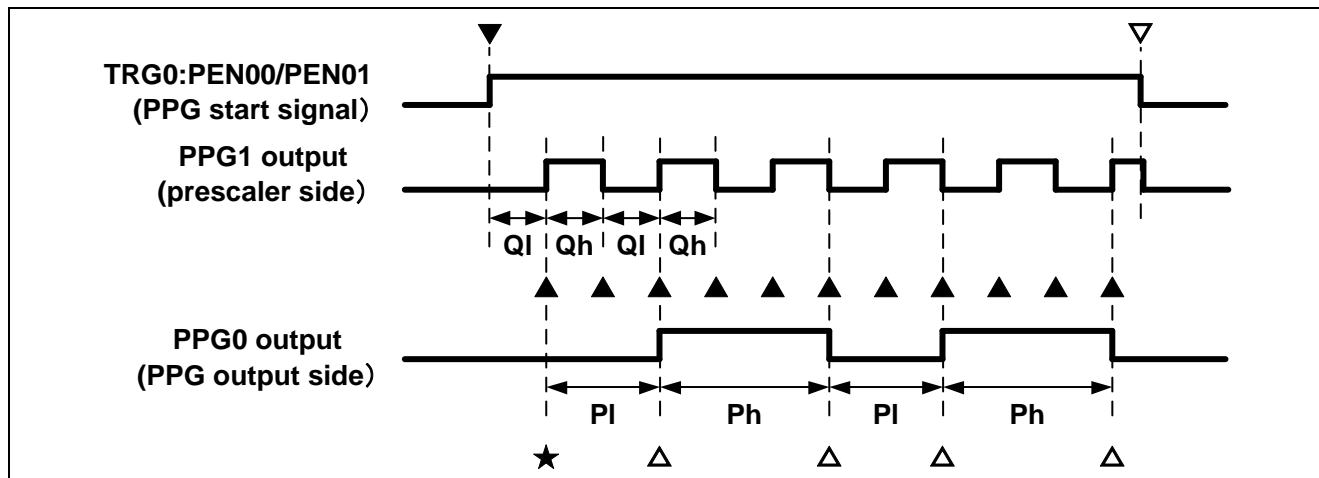 TRG0:PEN00/PEN01
(PPG start signal）
PPG1 output
(prescaler side）
Ql Qh Ql Qh
PPG0 output
(PPG output side）
Pl Ph Pl Ph